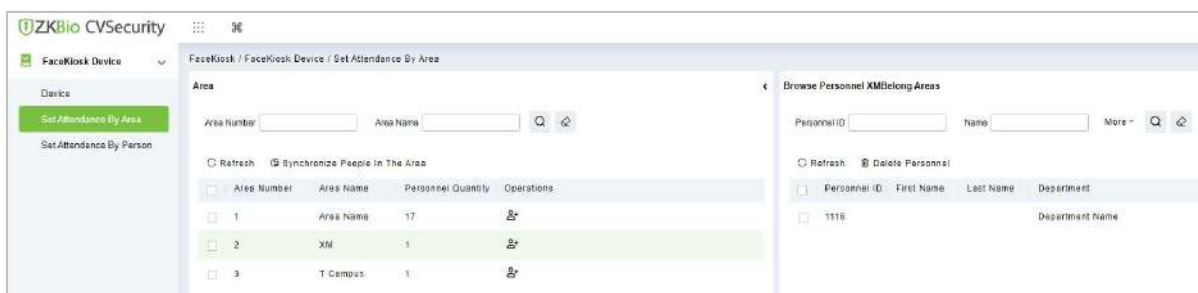 ZKBio CVSecurity
FaceKiosk Device
Device
Set Attendance By Area
Set Attendance By Person
FaceKiosk / FaceKiosk Device / Set Attendance By Area
Area
Area Number Area Name
Refresh Synchronize People In The Area
Area Number Area Name Personnel Quantity Operations
1 Area Name 17
2 XM 1
3 T Campus 1
Browse Personnel XMBelong Areas
Personnel ID Name More
Refresh Delete Personnel
Personnel ID First Name Last Name Department
1116 Department Name